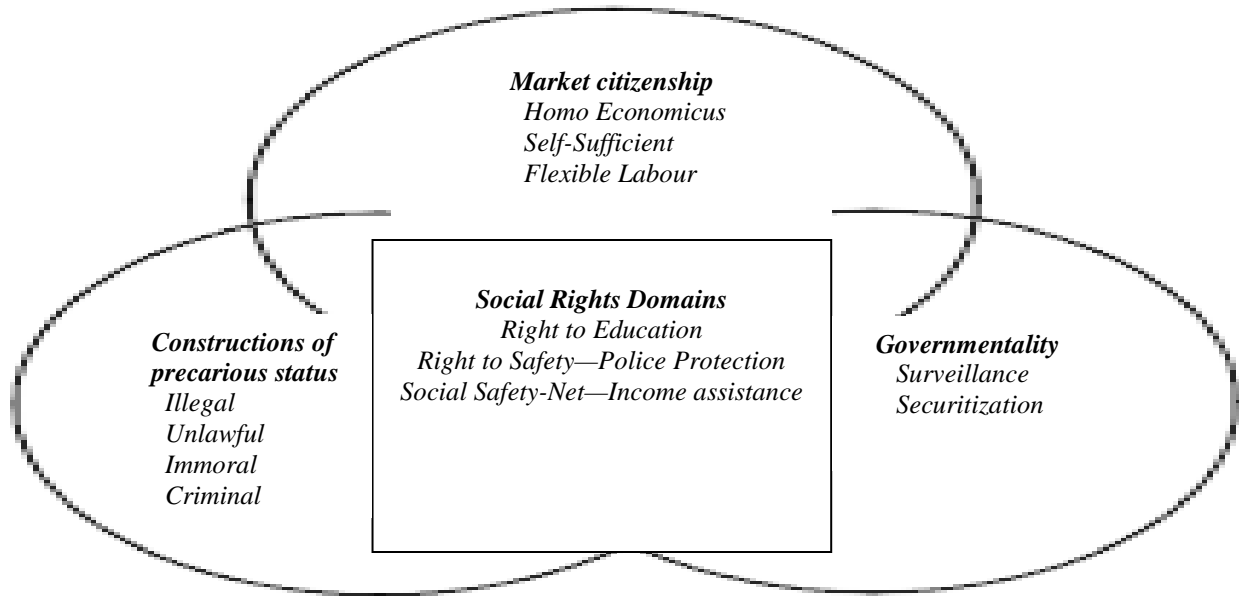 Market citizenship
Homo Economicus
Self-Sufficient
Flexible Labour
Social Rights Domains
Right to Education
Right to Safety—Police Protection
Social Safety-Net—Income assistance
Constructions of
precarious status
Illegal
Unlawful
Immoral
Criminal
Governmentality
Surveillance
Securitization